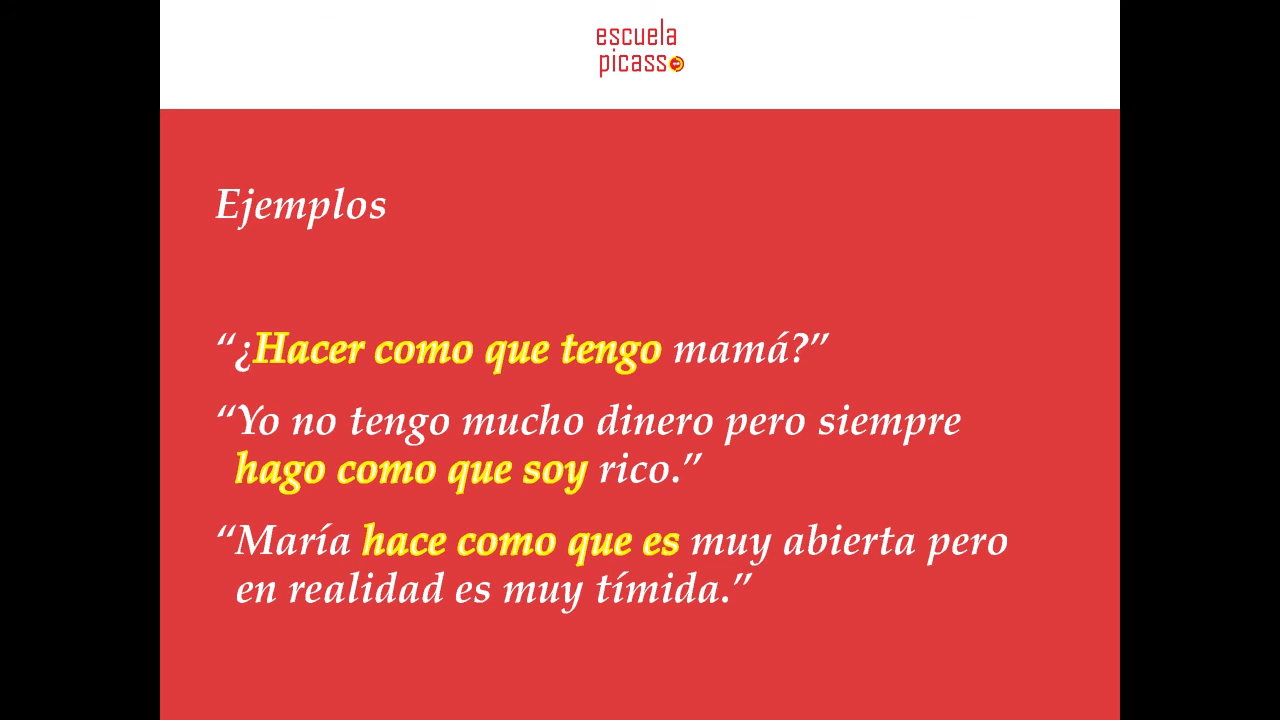 escuela
picasso
Ejemplos
“¿Hacer como que tengo mamá?”
“Yo no tengo mucho dinero pero siempre
hago como que soy rico.”
“María hace como que es muy abierta pero
en realidad es muy tímida.”